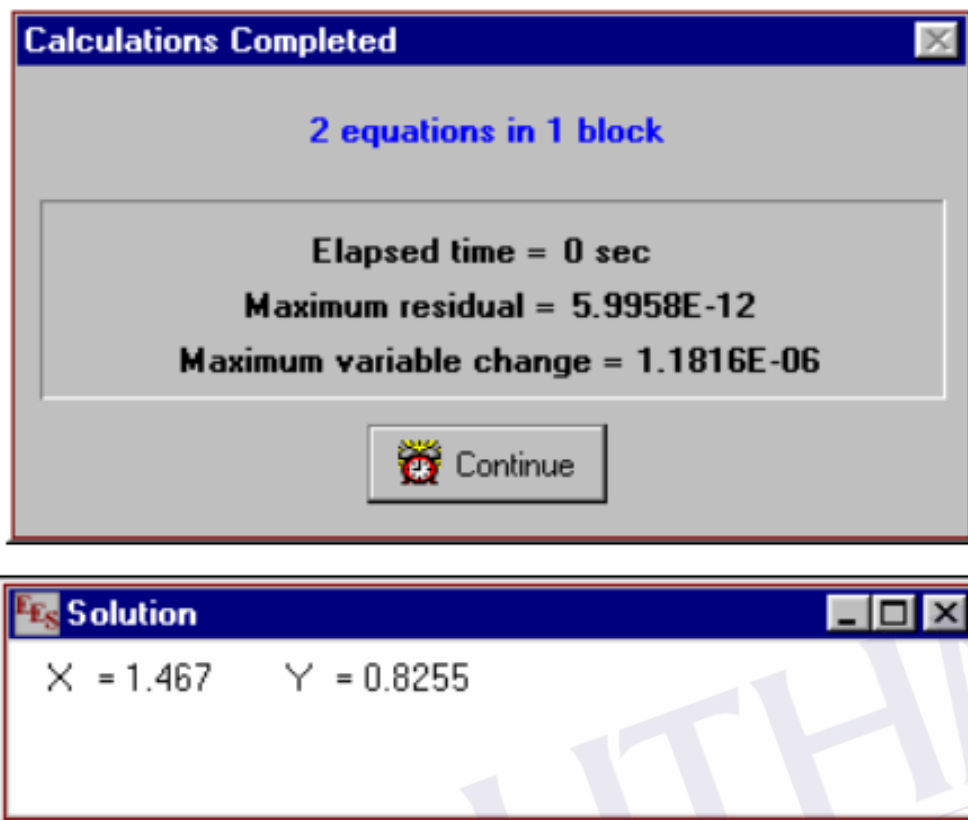 Calculations Completed
2 equations in 1 block
Elapsed time = 0 sec
Maximum residual = 5.9958E-12
Maximum variable change = 1.1816E-06
Continue
EES Solution
X = 1.467 Y = 0.8255